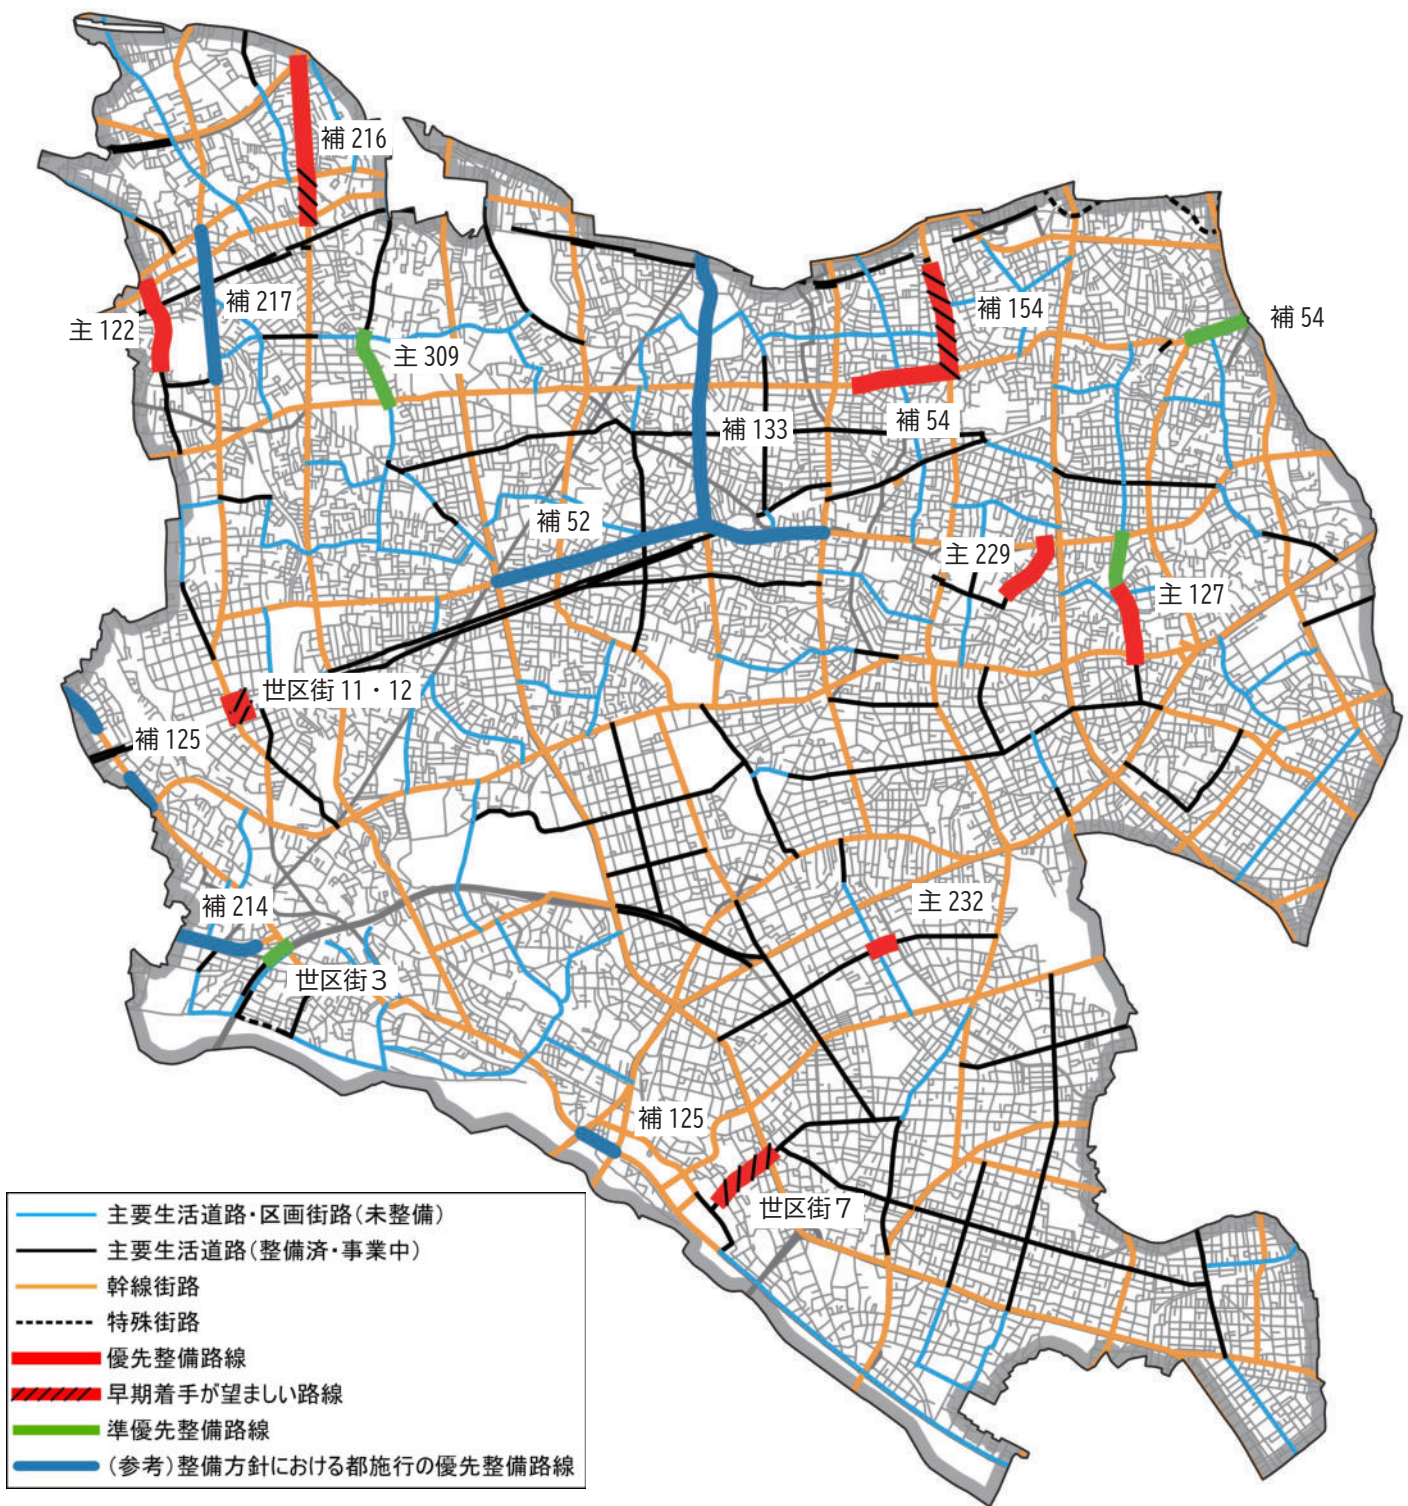 補 216
補 217
主 122
主 309
補 154
補 54
補 54
補 133
補 52
主 229
主 127
世区街 11・12
補 125
主 232
補 214
世区街 3
補 125
世区街 7
主要生活道路・区画街路(未整備)
主要生活道路(整備済・事業中)
幹線街路
特殊街路
優先整備路線
早期着手が望ましい路線
準優先整備路線
(参考)整備方針における都施行の優先整備路線